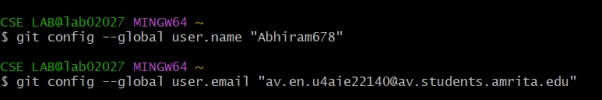 CSE LAB@lab02027 MINGW64 ~
$ git config --global user.name "Abhiram678"
CSE LAB@lab02027 MINGW64 ~
$ git config --global user.email "av.en.u4aie22140@av.students.amrita.edu"